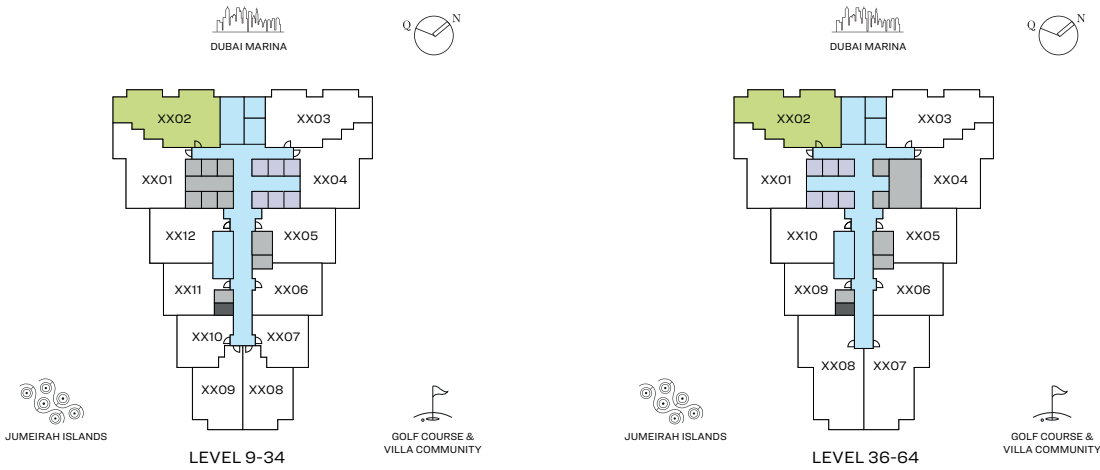 DUBAI MARINA
Q N
XX02
XX03
XX01
XX04
XX12
XX05
XX11
XX06
XX10
XX07
XX09
XX08
JUMEIRAH ISLANDS
GOLF COURSE &
VILLA COMMUNITY
LEVEL 9-34
DUBAI MARINA
Q N
XX02
XX03
XX01
XX04
XX10
XX05
XX09
XX06
XX08
XX07
JUMEIRAH ISLANDS
GOLF COURSE &
VILLA COMMUNITY
LEVEL 36-64